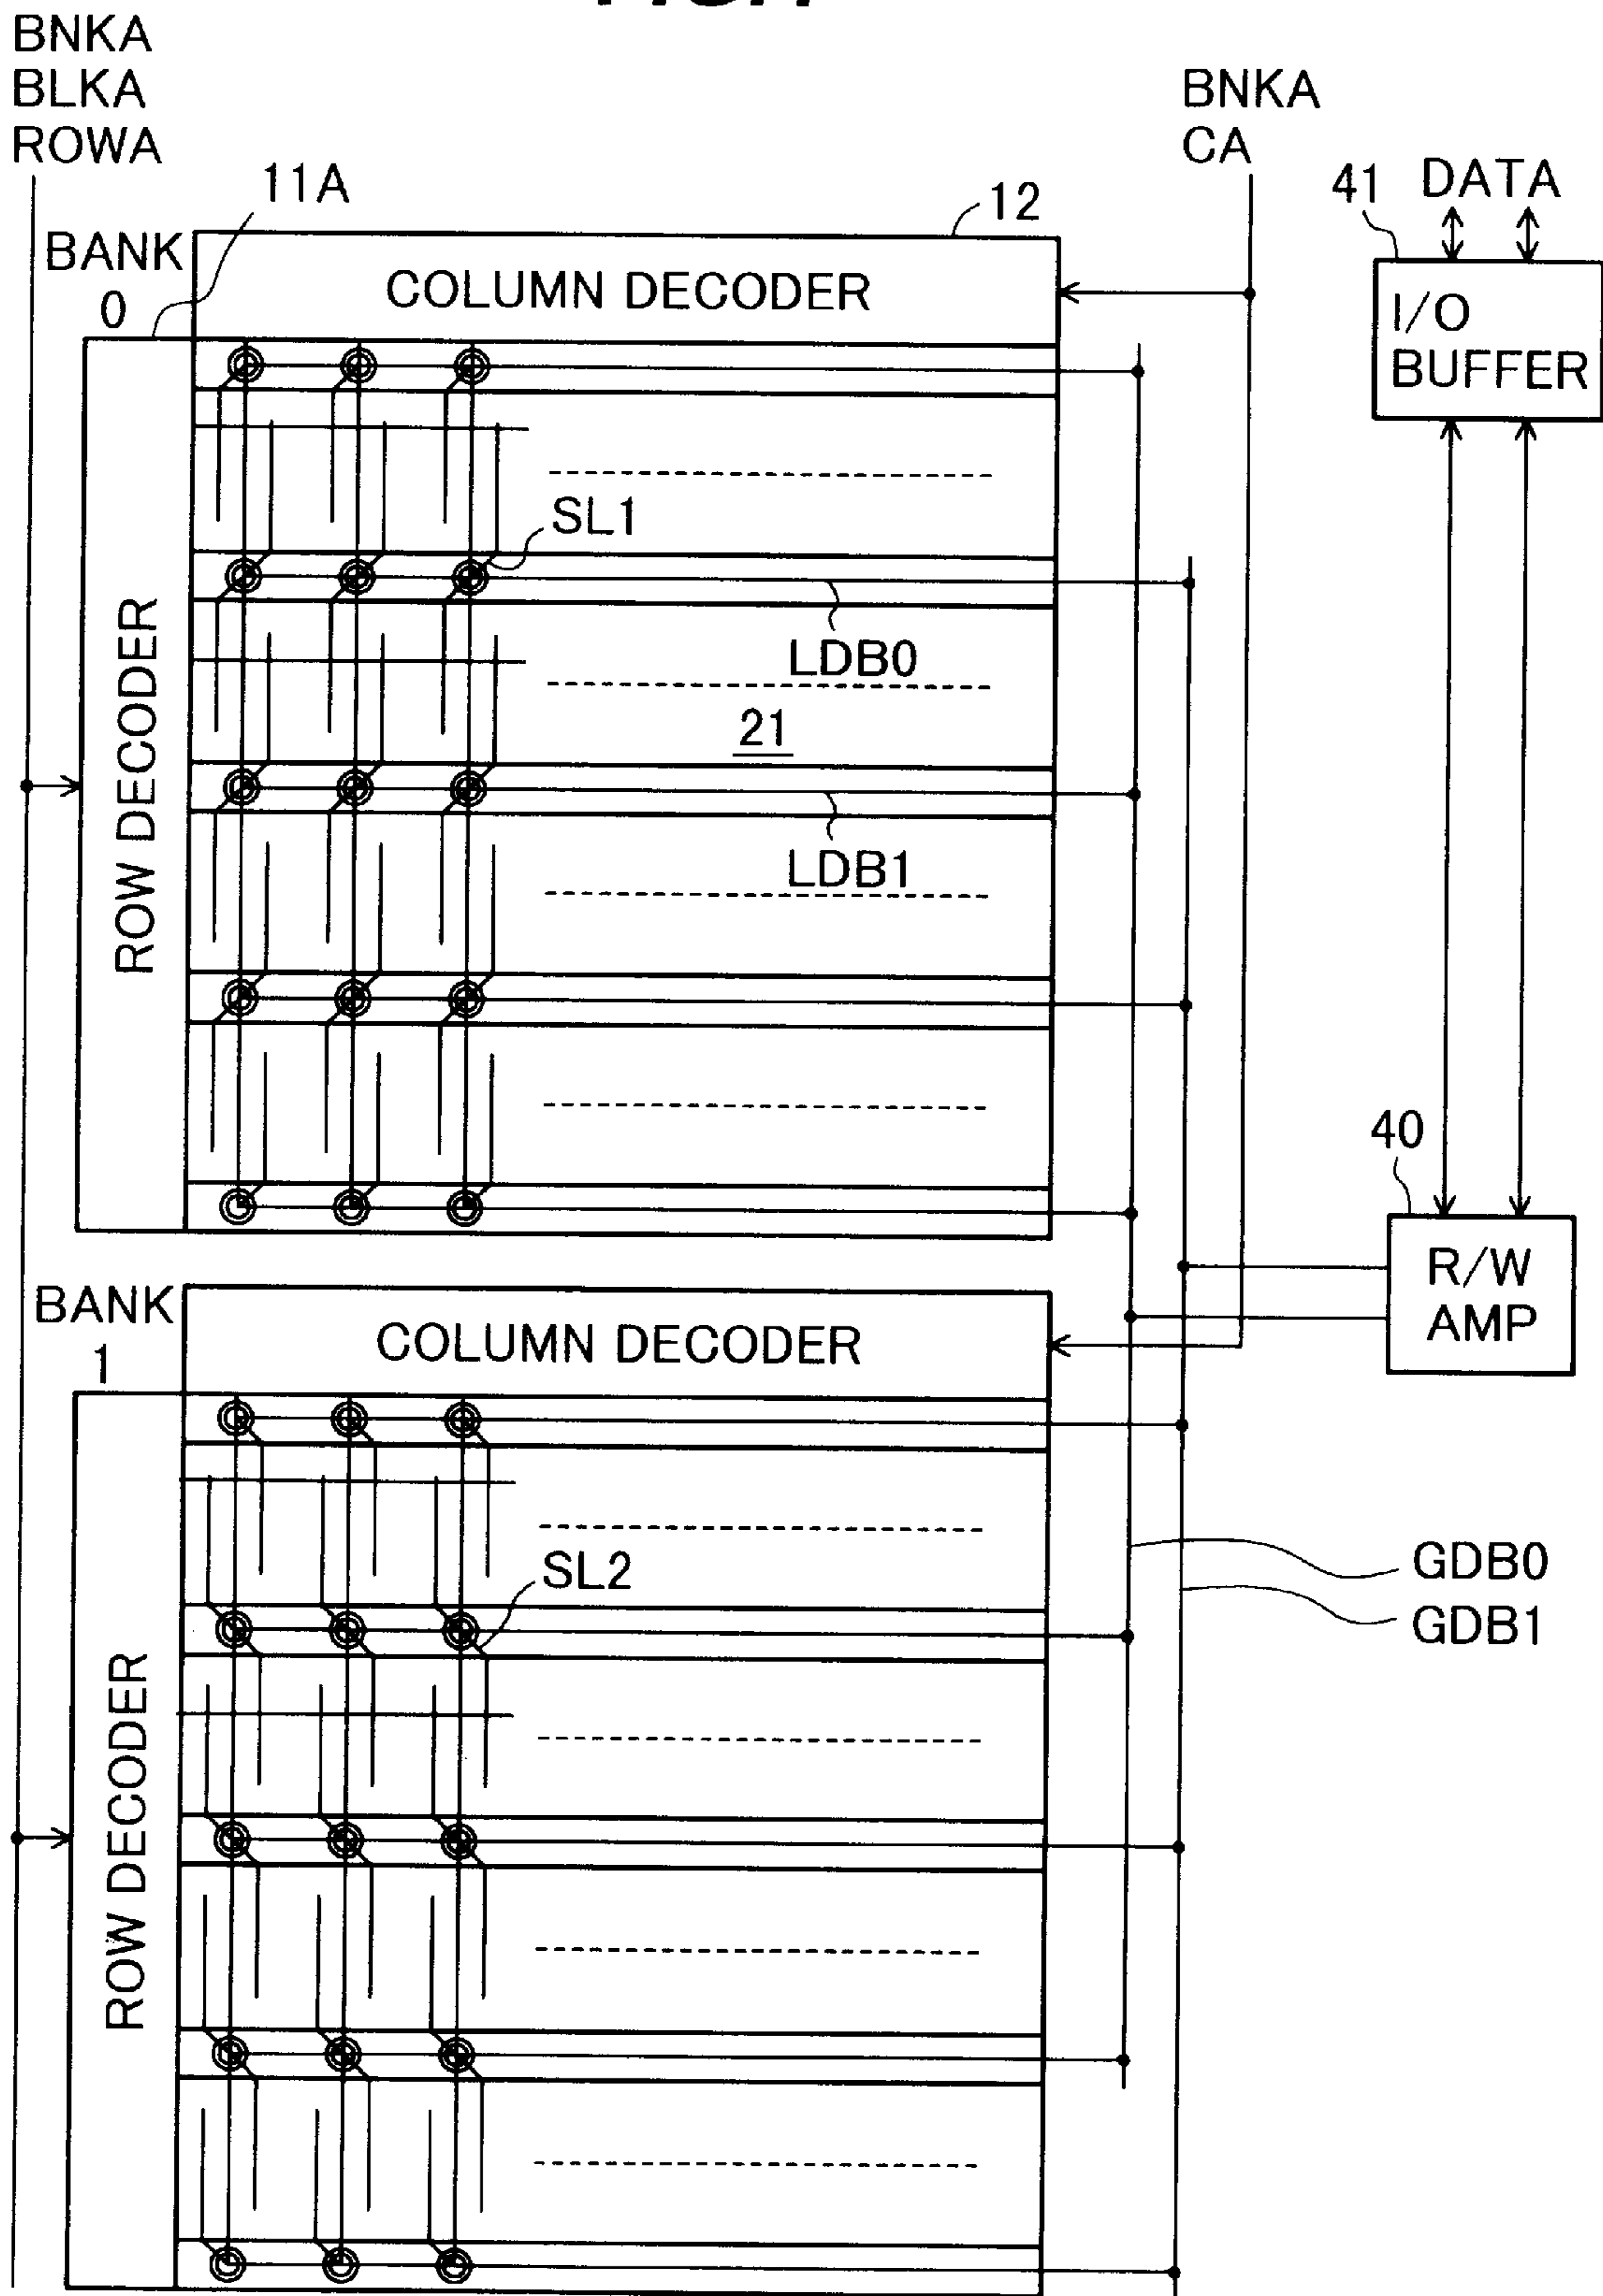 BNKA
BLKA
ROWA
BNKA
CA
11A
12
41
DATA
BANK
0
COLUMN DECODER
I/O
BUFFER
SL1
LDB0
21
LDB1
ROW DECODER
40
R/W
AMP
BANK
1
COLUMN DECODER
SL2
GDB0
GDB1
ROW DECODER